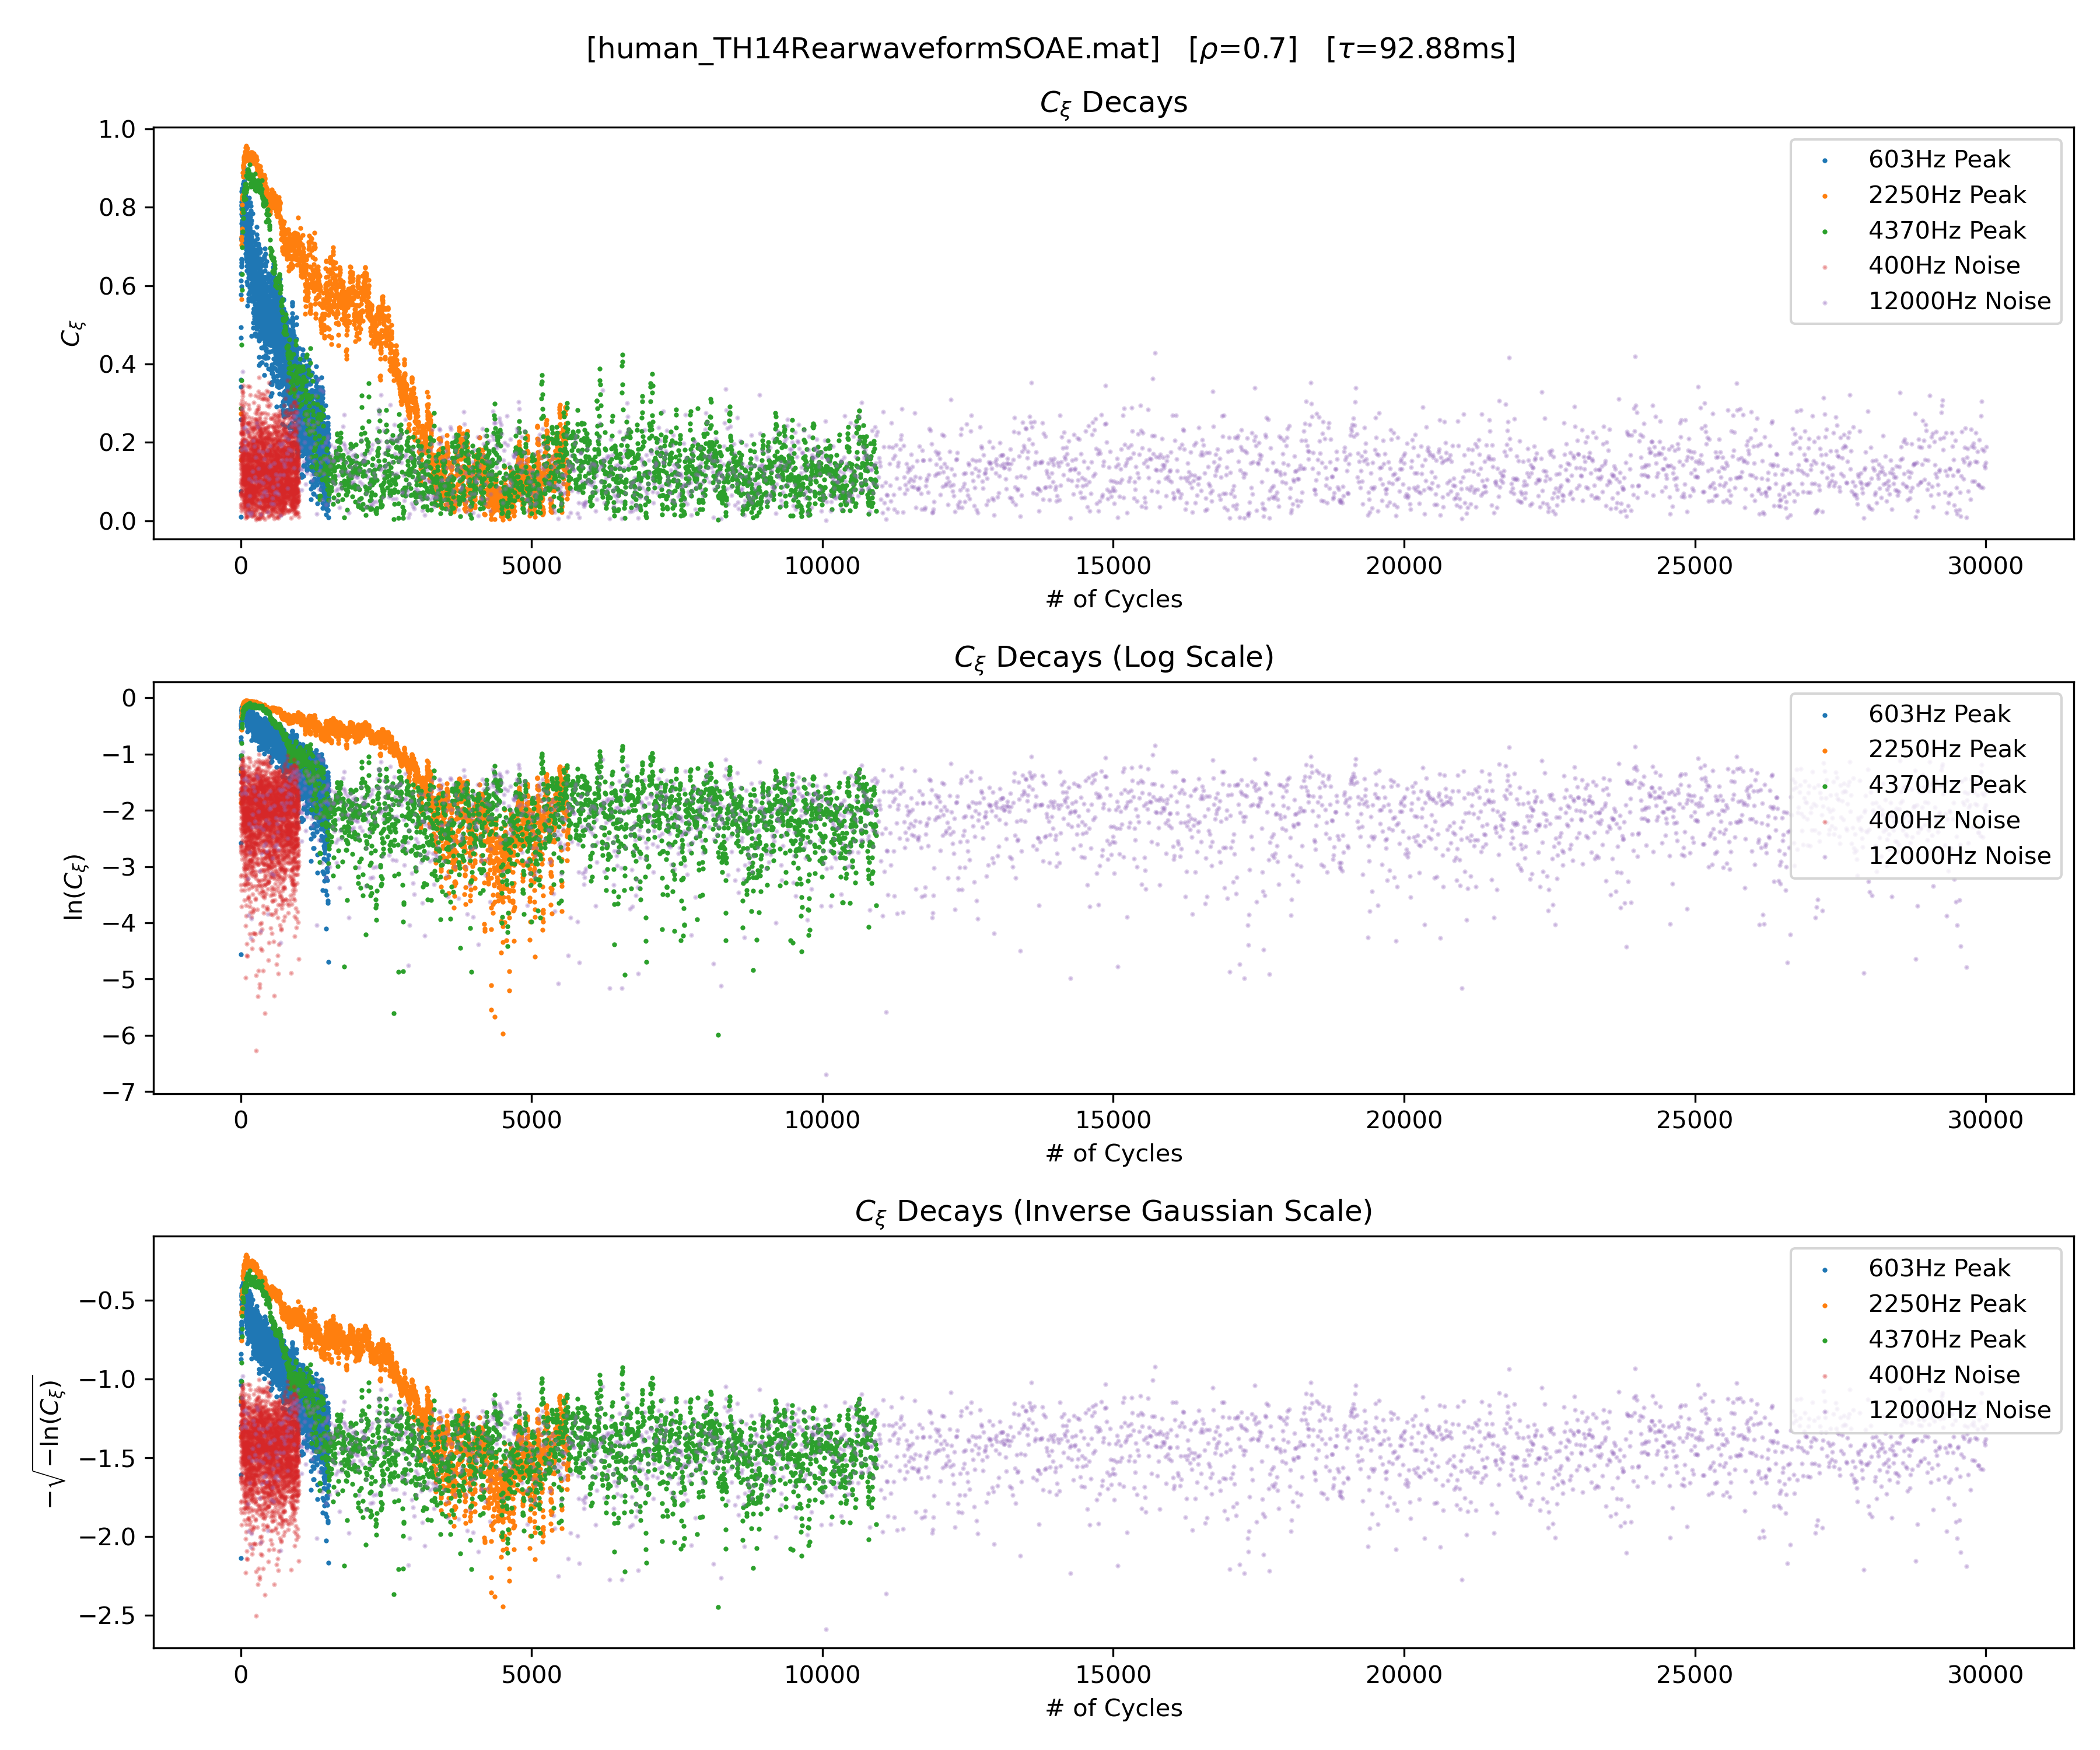 [human_TH14RearwaveformSOAE.mat]   [ρ=0.7]   [τ=92.88ms]
C_ξ Decays
C_ξ
1.0
0.8
0.6
0.4
0.2
0.0
603Hz Peak
2250Hz Peak
4370Hz Peak
400Hz Noise
12000Hz Noise
0 5000 10000 15000 20000 25000 30000
# of Cycles
C_ξ Decays (Log Scale)
ln(C_ξ)
0
−1
−2
−3
−4
−5
−6
−7
603Hz Peak
2250Hz Peak
4370Hz Peak
400Hz Noise
12000Hz Noise
0 5000 10000 15000 20000 25000 30000
# of Cycles
C_ξ Decays (Inverse Gaussian Scale)
−√−ln(C_ξ)
−0.5
−1.0
−1.5
−2.0
−2.5
603Hz Peak
2250Hz Peak
4370Hz Peak
400Hz Noise
12000Hz Noise
0 5000 10000 15000 20000 25000 30000
# of Cycles